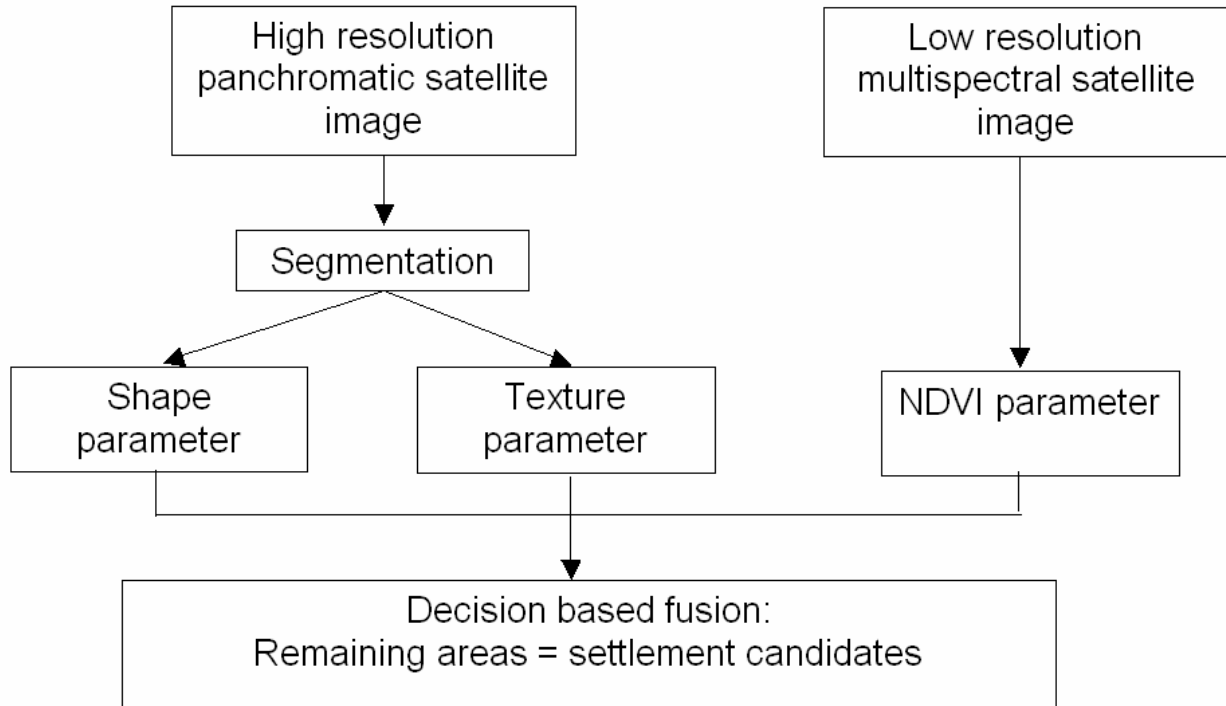 High resolution
panchromatic satellite
image
Low resolution
multispectral satellite
image
Segmentation
Shape
parameter
Texture
parameter
NDVI parameter
Decision based fusion:
Remaining areas = settlement candidates